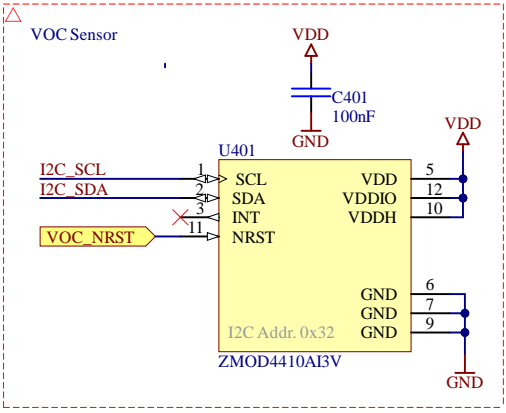 VOC Sensor
VDD
C401
100nF
GND
VDD
U401
I2C_SCL 1 SCL VDD 5
I2C_SDA 2 SDA VDDIO 12
3 INT VDDH 10
VOC_NRST 11 NRST
GND 6
GND 7
I2C Addr. 0x32 GND 9
ZMOD4410AI3V
GND